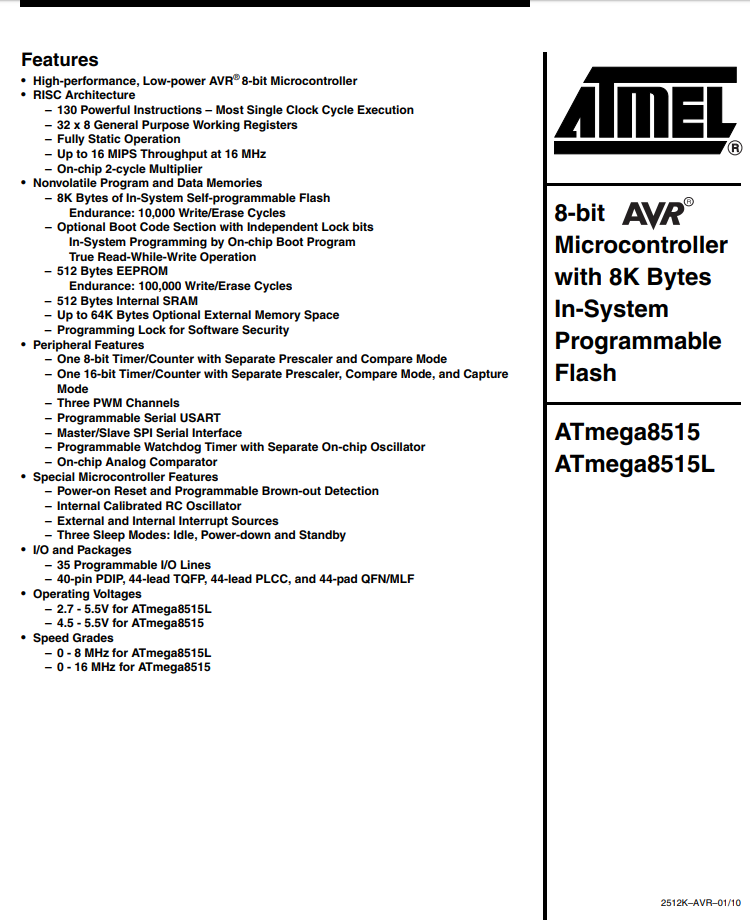 Features
• High-performance, Low-power AVR® 8-bit Microcontroller
• RISC Architecture
– 130 Powerful Instructions – Most Single Clock Cycle Execution
– 32 x 8 General Purpose Working Registers
– Fully Static Operation
– Up to 16 MIPS Throughput at 16 MHz
– On-chip 2-cycle Multiplier
• Nonvolatile Program and Data Memories
– 8K Bytes of In-System Self-programmable Flash
Endurance: 10,000 Write/Erase Cycles
– Optional Boot Code Section with Independent Lock bits
In-System Programming by On-chip Boot Program
True Read-While-Write Operation
– 512 Bytes EEPROM
Endurance: 100,000 Write/Erase Cycles
– 512 Bytes Internal SRAM
– Up to 64K Bytes Optional External Memory Space
– Programming Lock for Software Security
• Peripheral Features
– One 8-bit Timer/Counter with Separate Prescaler and Compare Mode
– One 16-bit Timer/Counter with Separate Prescaler, Compare Mode, and Capture
Mode
– Three PWM Channels
– Programmable Serial USART
– Master/Slave SPI Serial Interface
– Programmable Watchdog Timer with Separate On-chip Oscillator
– On-chip Analog Comparator
• Special Microcontroller Features
– Power-on Reset and Programmable Brown-out Detection
– Internal Calibrated RC Oscillator
– External and Internal Interrupt Sources
– Three Sleep Modes: Idle, Power-down and Standby
• I/O and Packages
– 35 Programmable I/O Lines
– 40-pin PDIP, 44-lead TQFP, 44-lead PLCC, and 44-pad QFN/MLF
• Operating Voltages
– 2.7 - 5.5V for ATmega8515L
– 4.5 - 5.5V for ATmega8515
• Speed Grades
– 0 - 8 MHz for ATmega8515L
– 0 - 16 MHz for ATmega8515
ATMEL®
8-bit AVR®
Microcontroller
with 8K Bytes
In-System
Programmable
Flash
ATmega8515
ATmega8515L
2512K–AVR–01/10